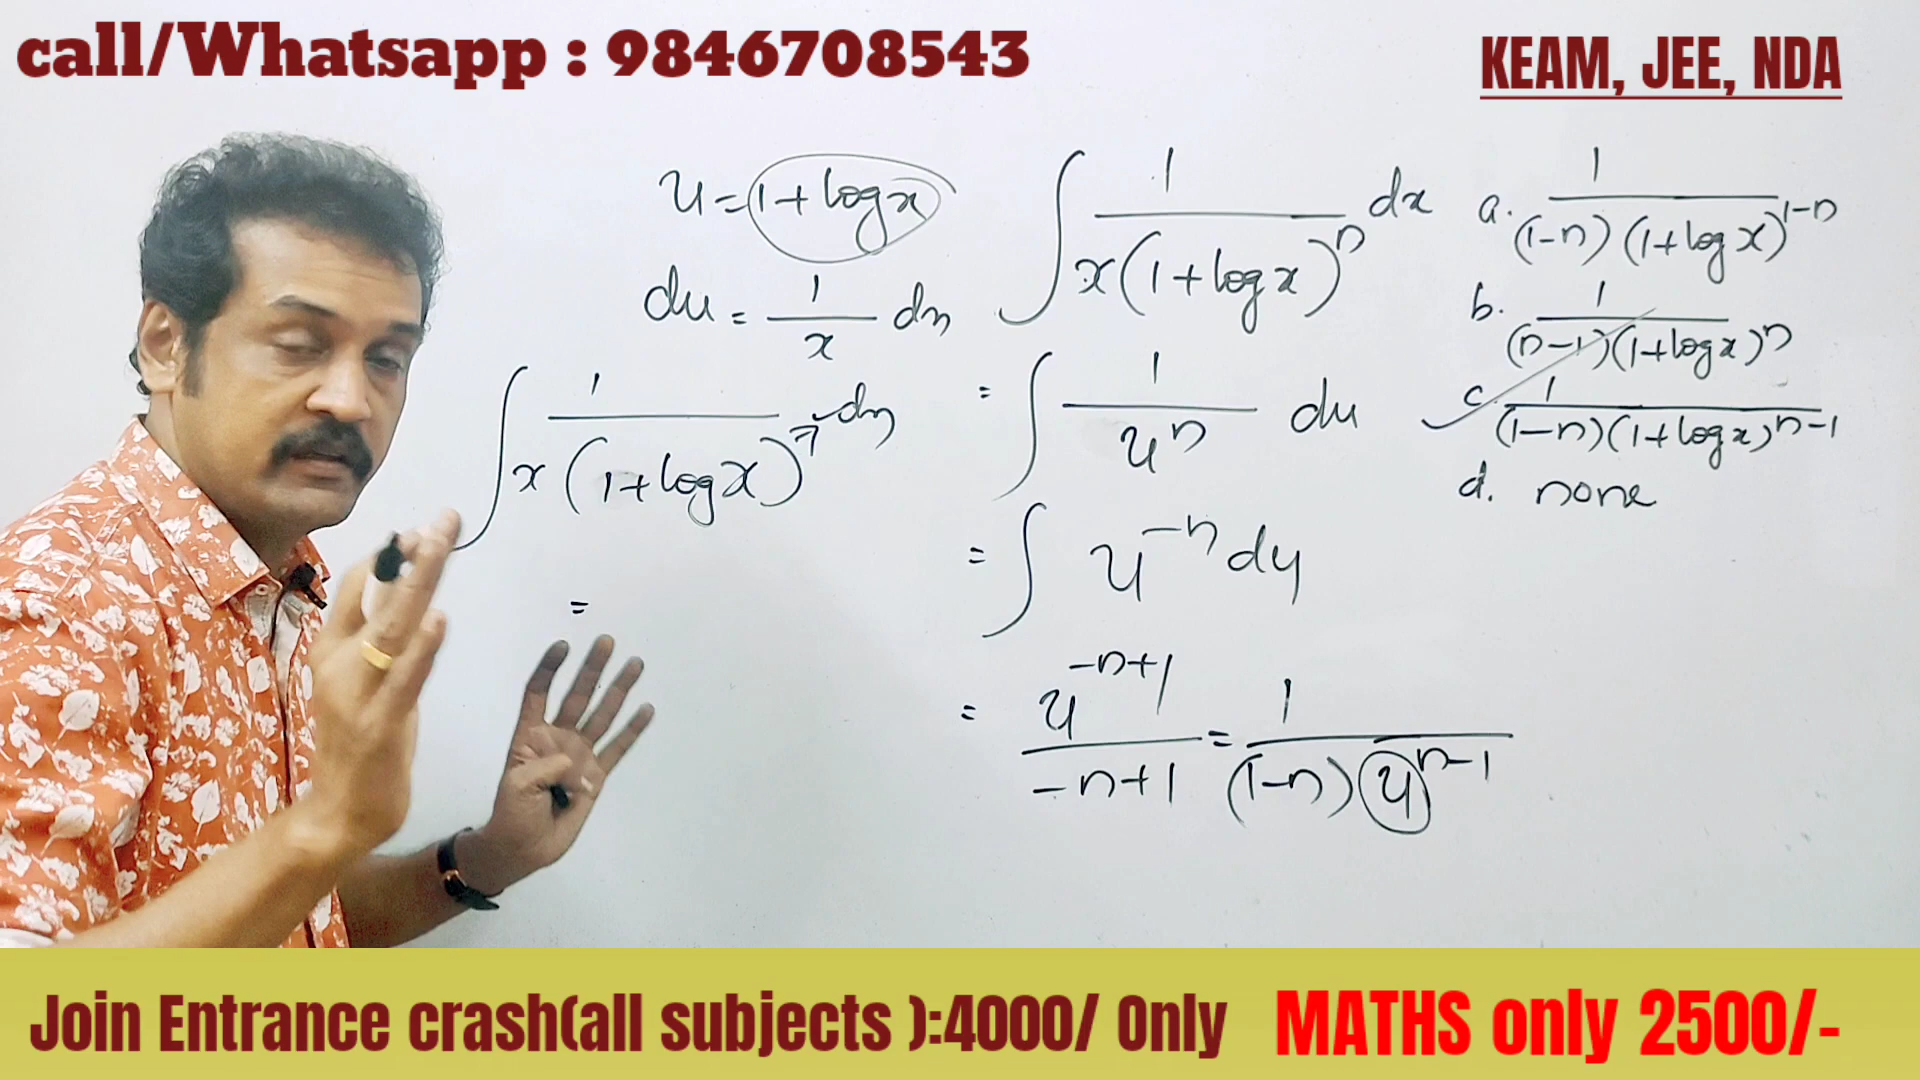 call/Whatsapp : 9846708543
KEAM, JEE, NDA
u = 1 + log x
du = 1/x dx
∫ 1/(x(1 + log x)^7) dx
=
∫ 1/(x(1 + log x)^n) dx
= ∫ 1/u^n du
= ∫ u^(-n) du
= u^(-n+1)/(-n+1) = 1/((1-n) u^(n-1))
a. 1/((1-n)(1+log x)^(1-n))
b. 1/((n-1)(1+log x)^n)
c. 1/((1-n)(1+log x)^(n-1))
d. none
Join Entrance crash(all subjects ):4000/ Only
MATHS only 2500/-